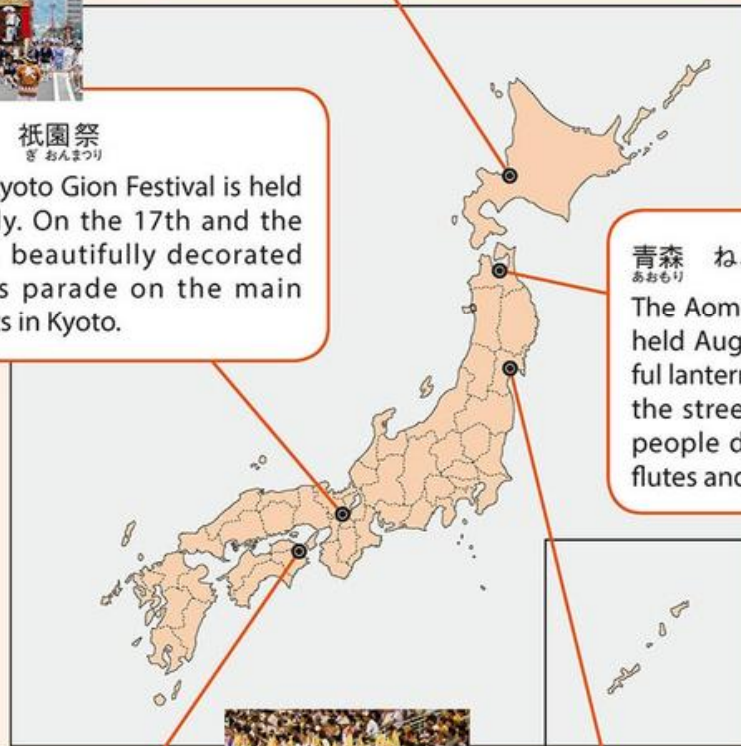 祇園祭
ぎ おんまつり
yoto Gion Festival is held
ly. On the 17th and the
beautifully decorated
s parade on the main
ts in Kyoto.
青森 ね
あおもり
The Aom
held Aug
ful lantern
the stree
people d
flutes and